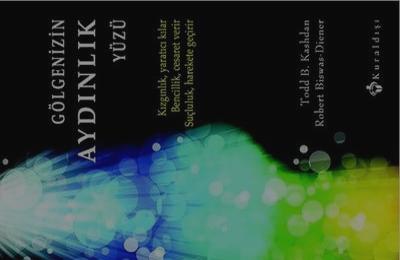 GÖLGENİZİN
AYDINLIK
YÜZÜ
Kızgınlık, yaratıcı kılar
Bencillik, cesaret verir
Suçluluk, harekete geçirir
Todd B. Kashdan
Robert Biswas-Diener
Kuraldışı